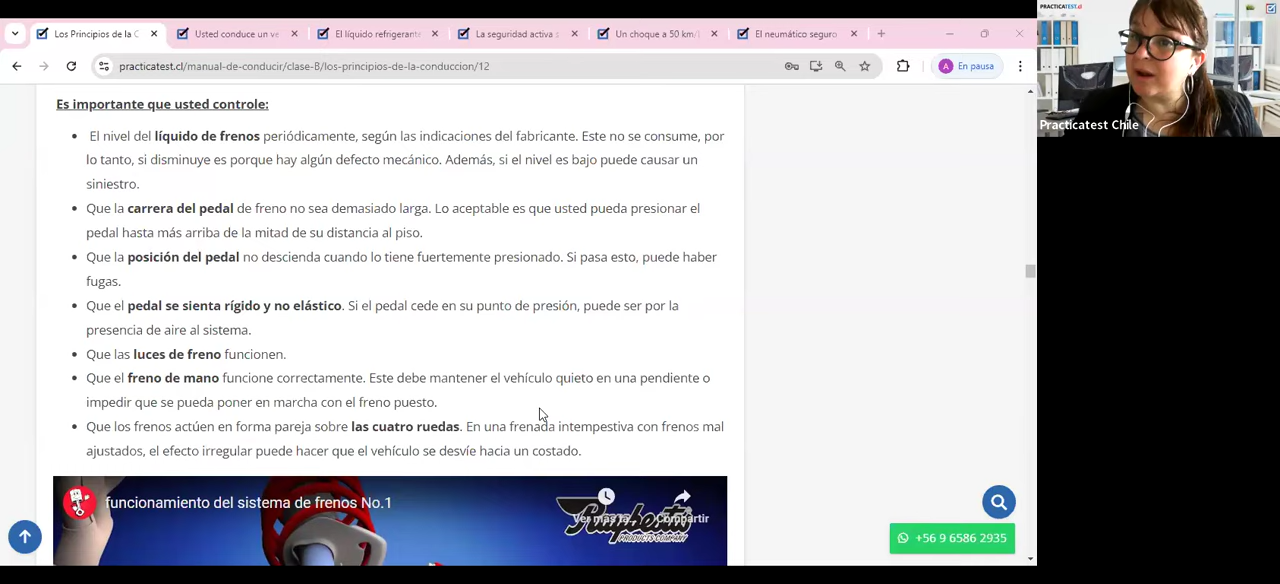 Los Principios de la C
Usted conduce un ve
El líquido refrigerante
La seguridad activa s
Un choque a 50 km/
El neumático seguro
practicatest.cl/manual-de-conducir/clase-B/los-principios-de-la-conduccion/12
A
En pausa
PRACTICATEST.cl
Practicatest Chile
Es importante que usted controle:
• El nivel del líquido de frenos periódicamente, según las indicaciones del fabricante. Este no se consume, por
lo tanto, si disminuye es porque hay algún defecto mecánico. Además, si el nivel es bajo puede causar un
siniestro.
• Que la carrera del pedal de freno no sea demasiado larga. Lo aceptable es que usted pueda presionar el
pedal hasta más arriba de la mitad de su distancia al piso.
• Que la posición del pedal no descienda cuando lo tiene fuertemente presionado. Si pasa esto, puede haber
fugas.
• Que el pedal se sienta rígido y no elástico. Si el pedal cede en su punto de presión, puede ser por la
presencia de aire al sistema.
• Que las luces de freno funcionen.
• Que el freno de mano funcione correctamente. Este debe mantener el vehículo quieto en una pendiente o
impedir que se pueda poner en marcha con el freno puesto.
• Que los frenos actúen en forma pareja sobre las cuatro ruedas. En una frenada intempestiva con frenos mal
ajustados, el efecto irregular puede hacer que el vehículo se desvíe hacia un costado.
funcionamiento del sistema de frenos No.1
Ver más ta...
Compartir
PRODUCTS COMPANY
+56 9 6586 2935